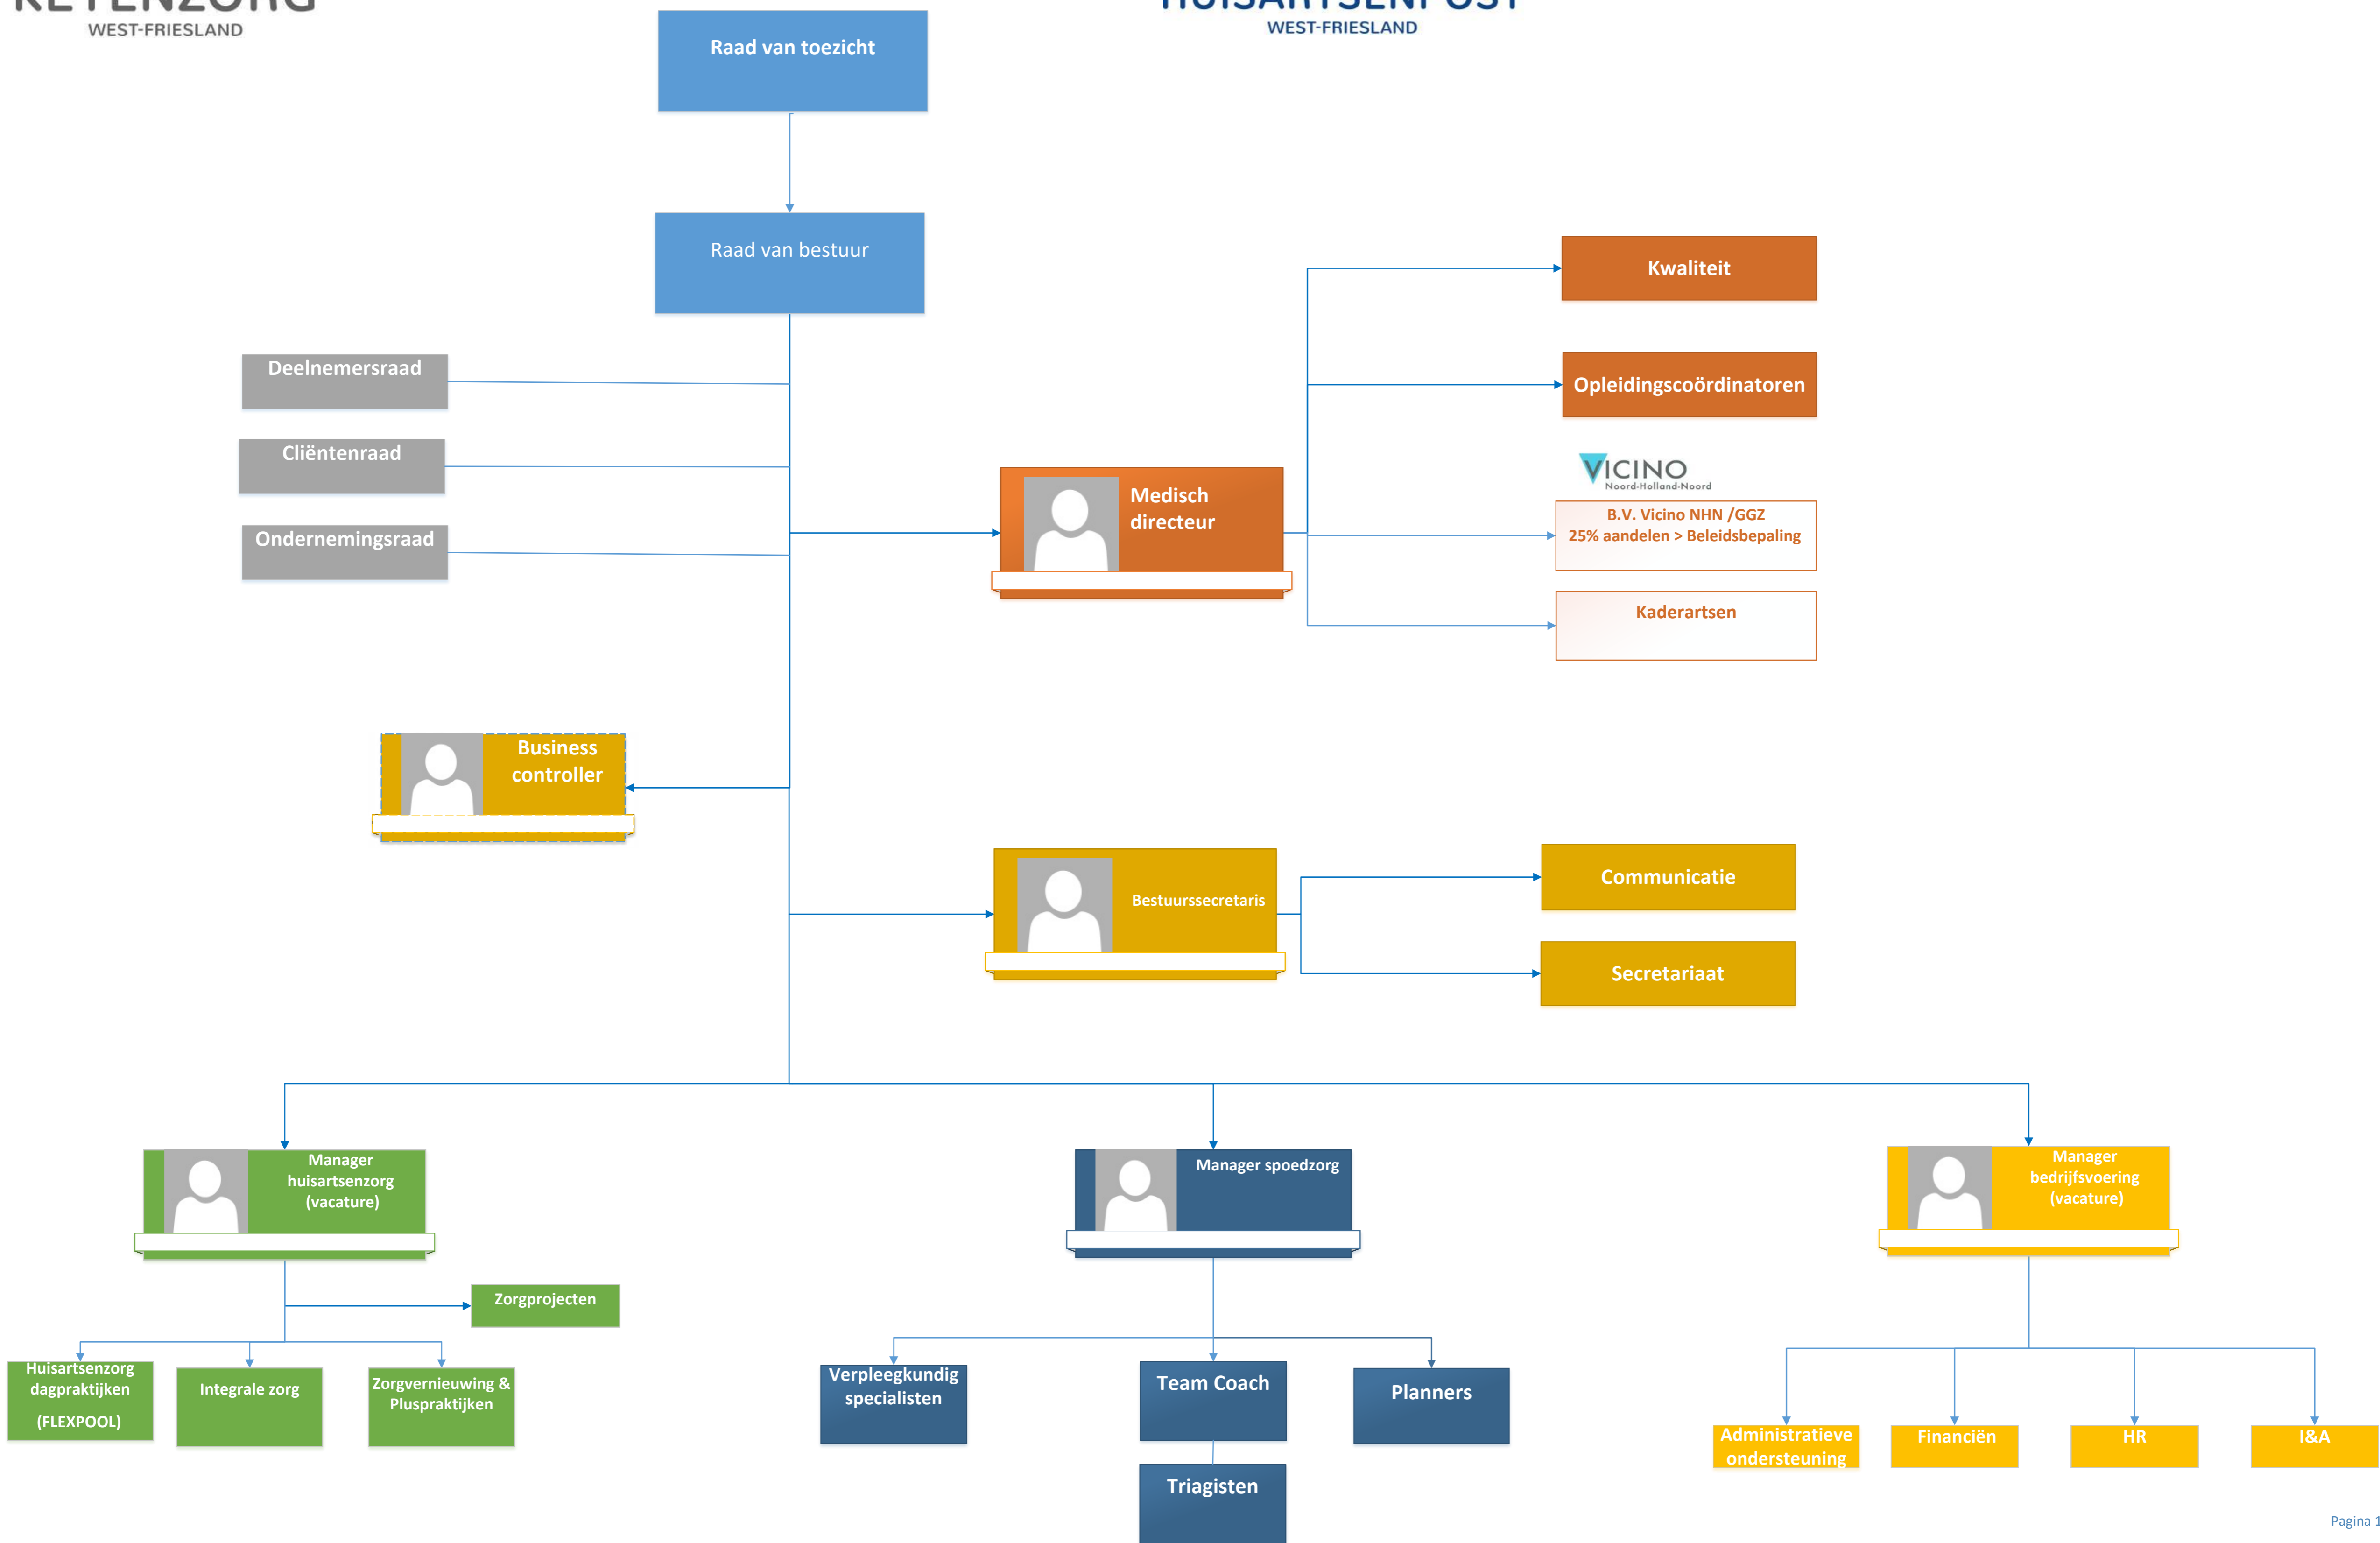 KETENZORG
WEST-FRIESLAND
HUISARTSENPOST
WEST-FRIESLAND
Raad van toezicht
Raad van bestuur
Deelnemersraad
Cliëntenraad
Ondernemingsraad
Medisch
directeur
Kwaliteit
Opleidingscoördinatoren
VICINO
Noord-Holland-Noord
B.V. Vicino NHN /GGZ
25% aandelen > Beleidsbepaling
Kaderartsen
Business
controller
Bestuurssecretaris
Communicatie
Secretariaat
Manager
huisartsenzorg
(vacature)
Manager spoedzorg
Manager
bedrijfsvoering
(vacature)
Zorgprojecten
Huisartsenzorg
dagpraktijken
(FLEXPOOL)
Integrale zorg
Zorgvernieuwing &
Pluspraktijken
Verpleegkundig
specialisten
Team Coach
Planners
Triagisten
Administratieve
ondersteuning
Financiën
HR
I&A
Pagina 1